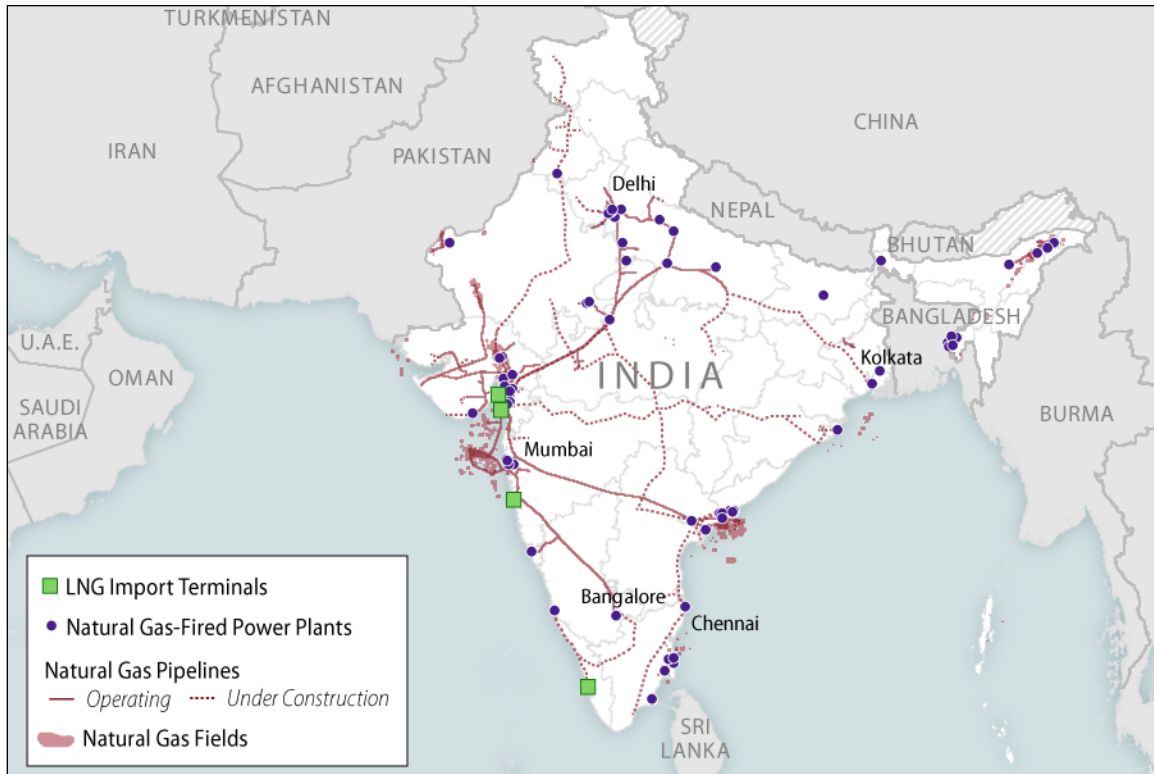 TURKMENISTAN
AFGHANISTAN
CHINA
IRAN
PAKISTAN
Delhi
NEPAL
BHUTAN
BANGLADESH
U.A.E.
Kolkata
OMAN
INDIA
SAUDI
ARABIA
BURMA
Mumbai
Bangalore
Chennai
SRI
LANKA
LNG Import Terminals
Natural Gas-Fired Power Plants
Natural Gas Pipelines
Operating
Under Construction
Natural Gas Fields